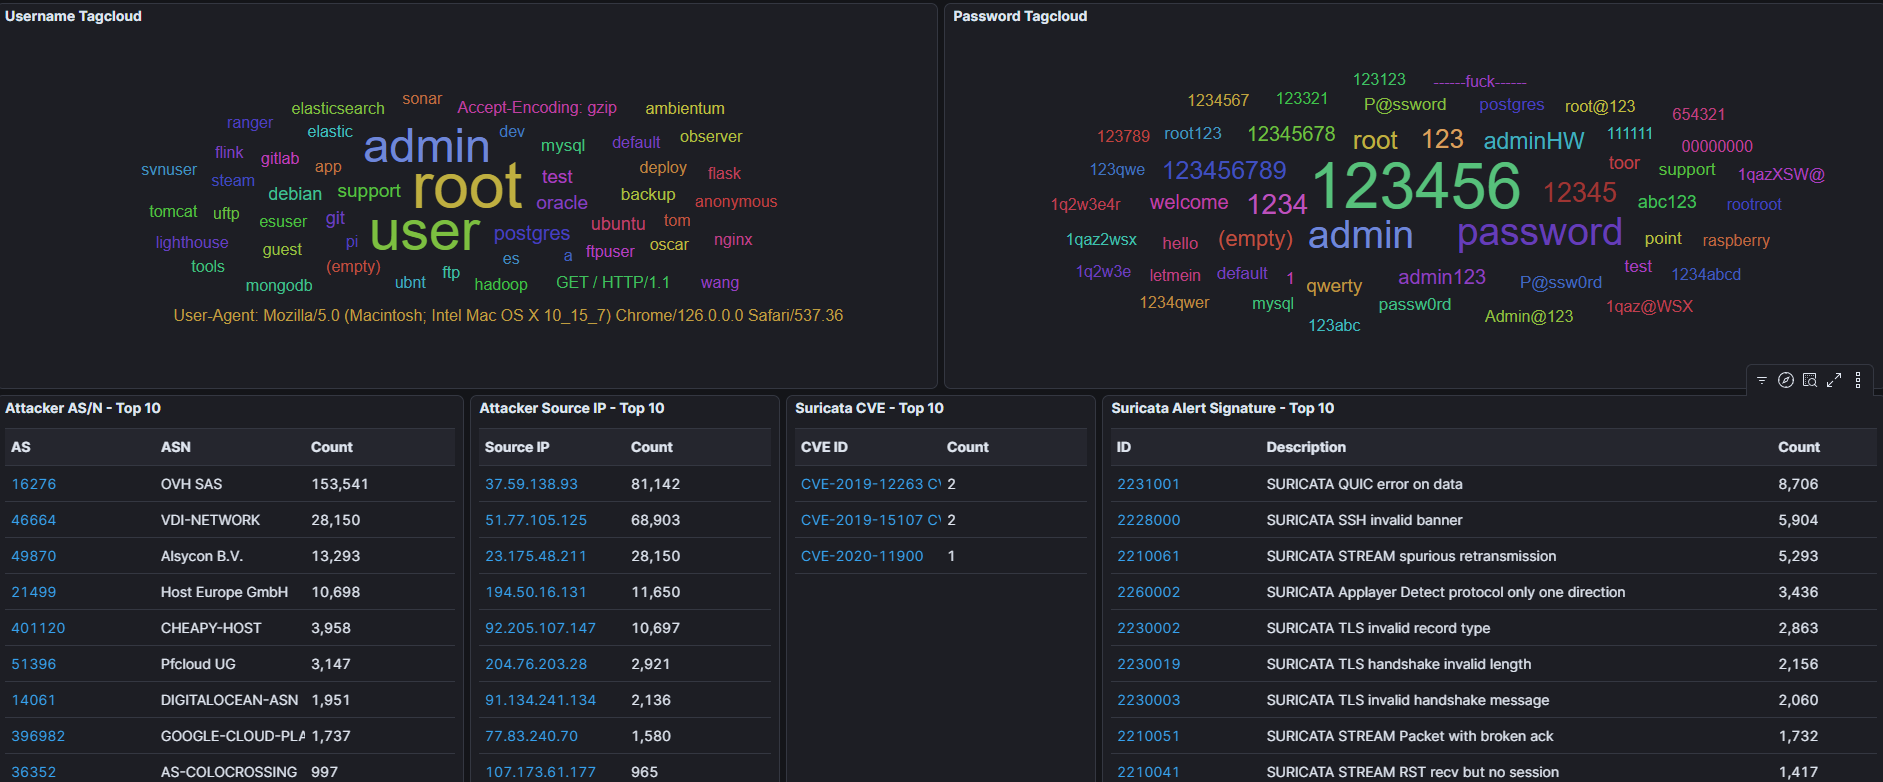 Username Tagcloud
sonar
elasticsearch
Accept-Encoding: gzip
ambientum
ranger
elastic
admin
dev
mysql
default
observer
flink
gitlab
app
deploy
flask
svnuser
steam
debian
support
root
test
backup
anonymous
tomcat
uftp
esuser
git
user
oracle
ubuntu
tom
lighthouse
guest
pi
postgres
ftpuser
oscar
nginx
tools
(empty)
es
a
mongodb
ubnt
ftp
hadoop
GET / HTTP/1.1
wang
User-Agent: Mozilla/5.0 (Macintosh; Intel Mac OS X 10_15_7) Chrome/126.0.0.0 Safari/537.36
Password Tagcloud
123123
------fuck------
1234567
123321
P@ssword
postgres
root@123
654321
123789
root123
12345678
root
123
adminHW
111111
00000000
123qwe
123456789
123456
toor
support
1qazXSW@
1q2w3e4r
welcome
1234
12345
abc123
rootroot
1qaz2wsx
hello
(empty)
admin
password
point
raspberry
1q2w3e
letmein
default
1
qwerty
admin123
P@ssw0rd
test
1234abcd
1234qwer
mysql
123abc
passw0rd
Admin@123
1qaz@WSX
Attacker AS/N - Top 10
AS ASN Count
16276 OVH SAS 153,541
46664 VDI-NETWORK 28,150
49870 Alsycon B.V. 13,293
21499 Host Europe GmbH 10,698
401120 CHEAPY-HOST 3,958
51396 Pfcloud UG 3,147
14061 DIGITALOCEAN-ASN 1,951
396982 GOOGLE-CLOUD-PLA 1,737
36352 AS-COLOCROSSING 997
Attacker Source IP - Top 10
Source IP Count
37.59.138.93 81,142
51.77.105.125 68,903
23.175.48.211 28,150
194.50.16.131 11,650
92.205.107.147 10,697
204.76.203.28 2,921
91.134.241.134 2,136
77.83.240.70 1,580
107.173.61.177 965
Suricata CVE - Top 10
CVE ID Count
CVE-2019-12263 CV 2
CVE-2019-15107 CV 2
CVE-2020-11900 1
Suricata Alert Signature - Top 10
ID Description Count
2231001 SURICATA QUIC error on data 8,706
2228000 SURICATA SSH invalid banner 5,904
2210061 SURICATA STREAM spurious retransmission 5,293
2260002 SURICATA Applayer Detect protocol only one direction 3,436
2230002 SURICATA TLS invalid record type 2,863
2230019 SURICATA TLS handshake invalid length 2,156
2230003 SURICATA TLS invalid handshake message 2,060
2210051 SURICATA STREAM Packet with broken ack 1,732
2210041 SURICATA STREAM RST recv but no session 1,417